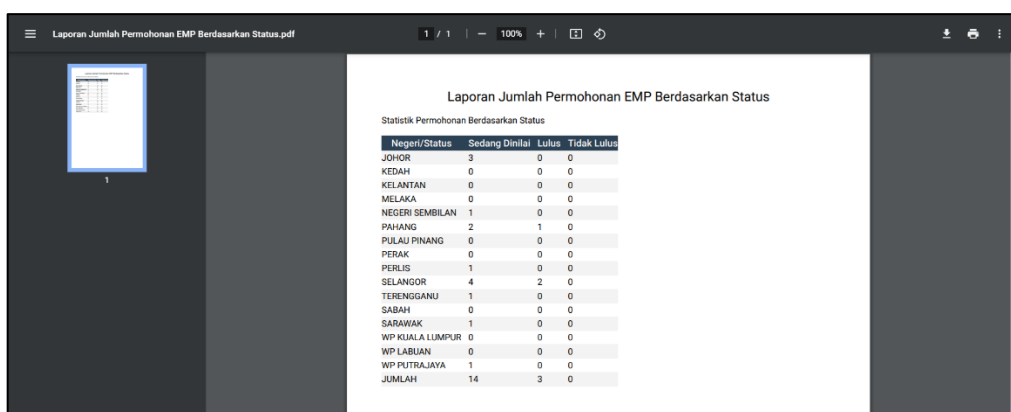 Laporan Jumlah Permohonan EMP Berdasarkan Status.pdf 1 / 1 100%
1
Laporan Jumlah Permohonan EMP Berdasarkan Status
Statistik Permohonan Berdasarkan Status
Negeri/Status Sedang Dinilai Lulus Tidak Lulus
JOHOR 3 0 0
KEDAH 0 0 0
KELANTAN 0 0 0
MELAKA 0 0 0
NEGERI SEMBILAN 1 0 0
PAHANG 2 1 0
PULAU PINANG 0 0 0
PERAK 0 0 0
PERLIS 1 0 0
SELANGOR 4 2 0
TERENGGANU 1 0 0
SABAH 0 0 0
SARAWAK 1 0 0
WP KUALA LUMPUR 0 0 0
WP LABUAN 0 0 0
WP PUTRAJAYA 1 0 0
JUMLAH 14 3 0